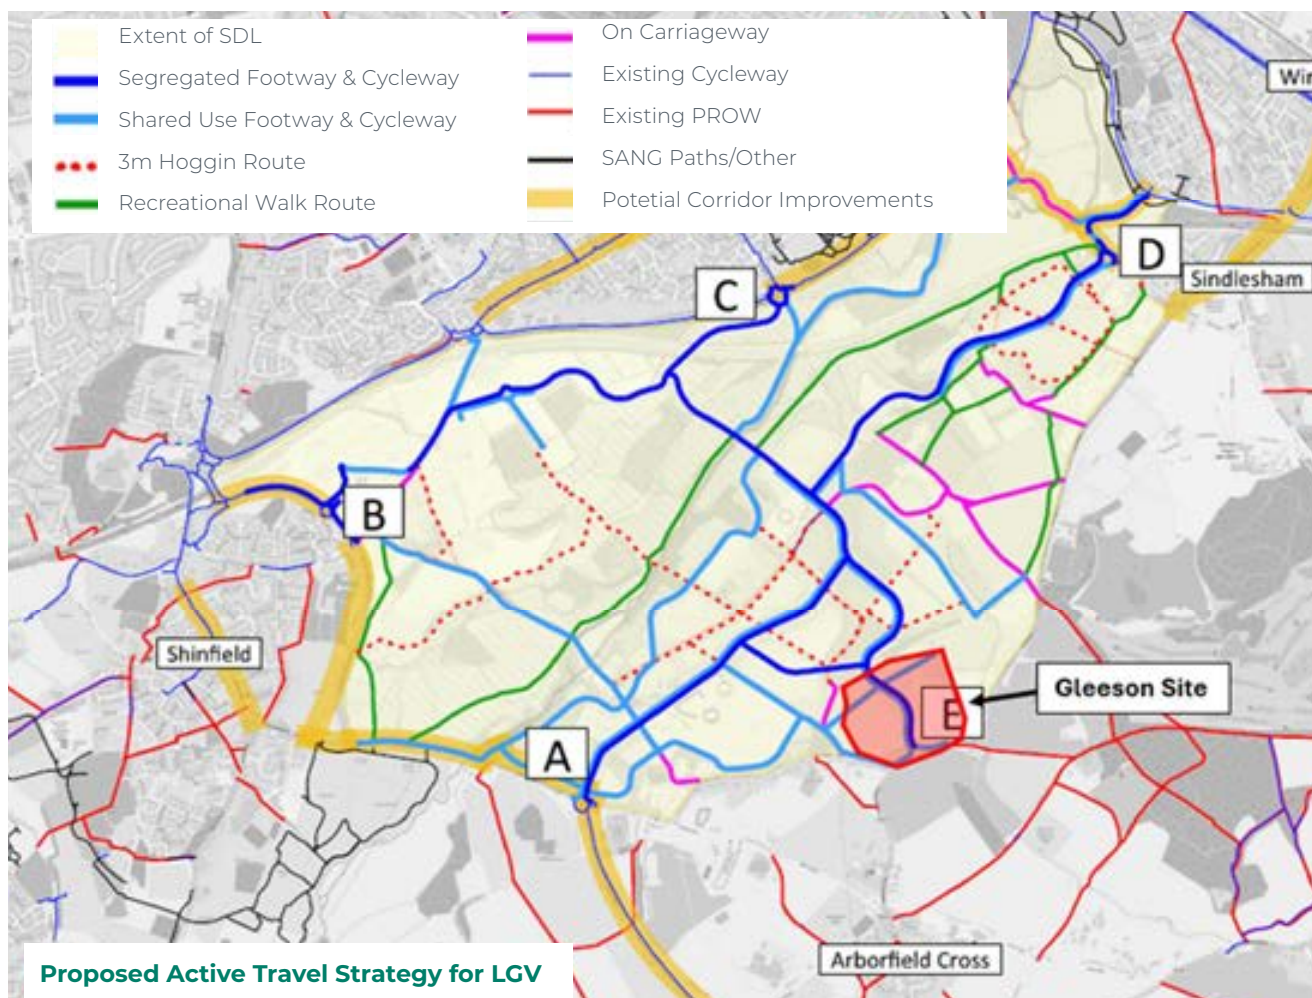 Extent of SDL
Segregated Footway & Cycleway
Shared Use Footway & Cycleway
3m Hoggin Route
Recreational Walk Route
On Carriageway
Existing Cycleway
Existing PROW
SANG Paths/Other
Potetial Corridor Improvements
Win
D
Sindlesham
C
B
Shinfield
Gleeson Site
E
A
Arborfield Cross
Proposed Active Travel Strategy for LGV